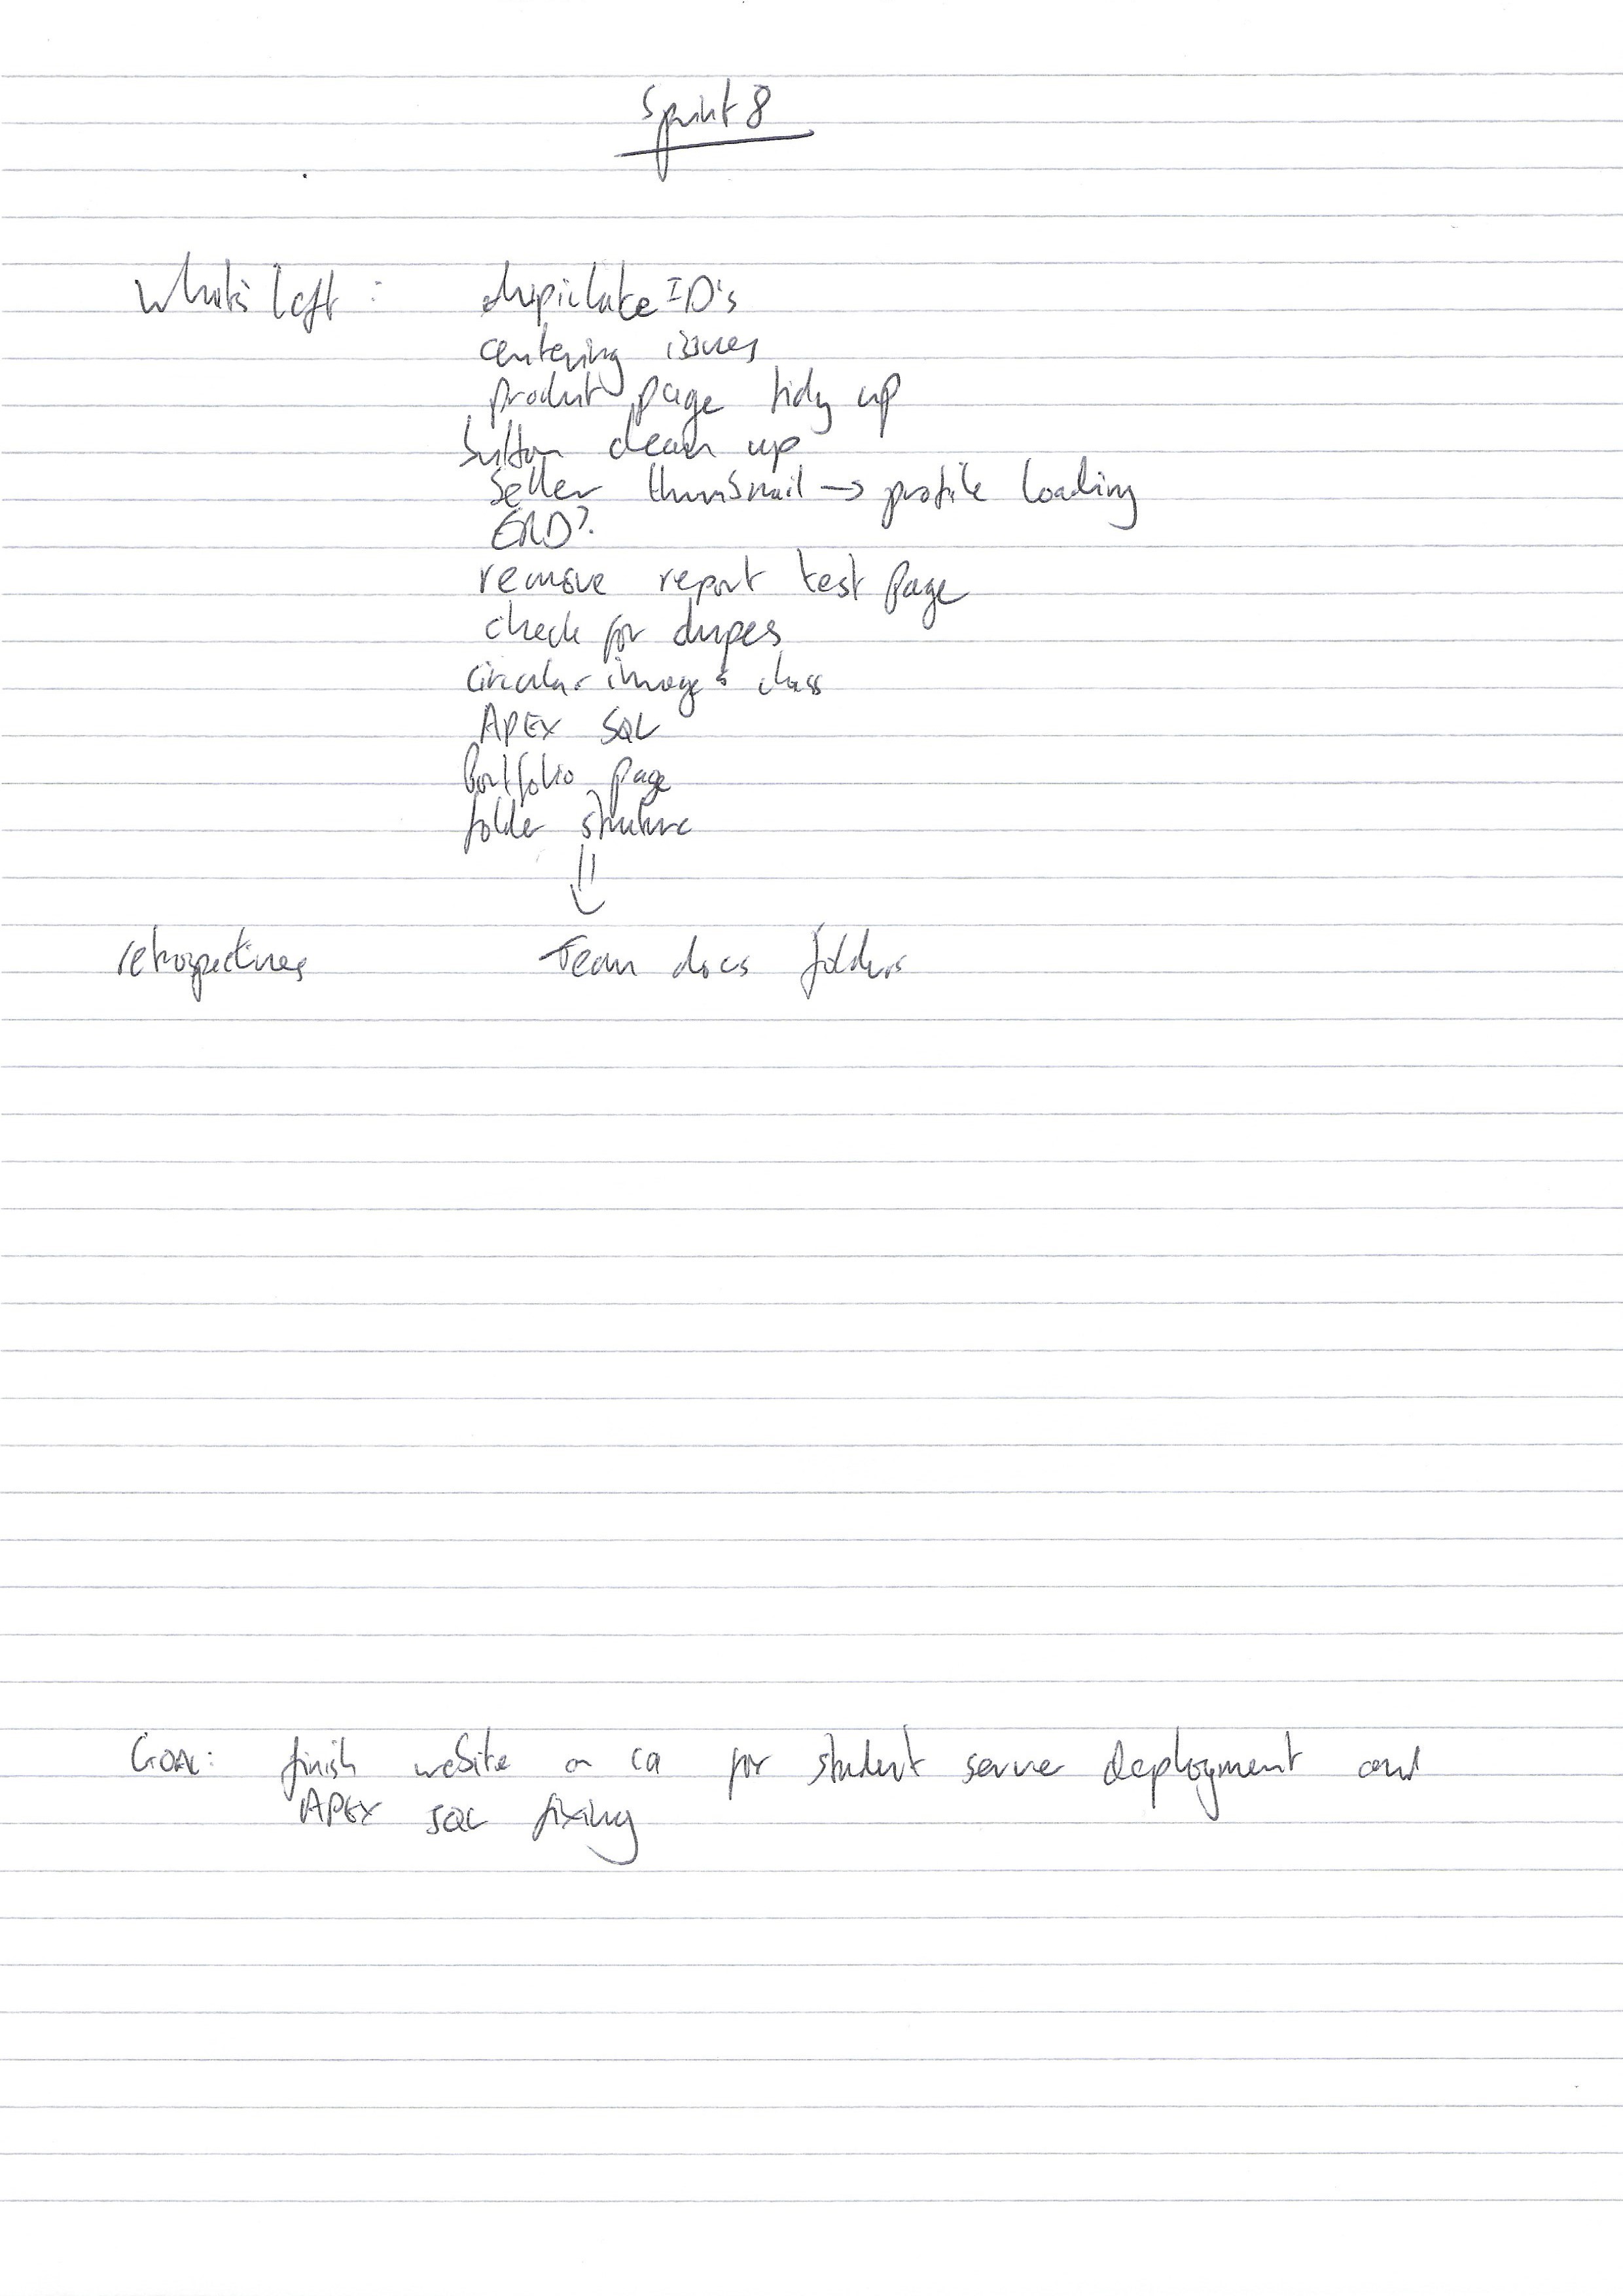 Sprint 8
What's left :
dupiclate ID's
centering issues
product page tidy up
button clean up
Seller thumbnail → profile loading
ERD?
remove report test page
check for dupes
circular images class
APEX SQL
Portfolio page
folder structure
retrospectives
Team docs folders
GOAL: finish website on ca for student server deployment and
APEX SQL fixing